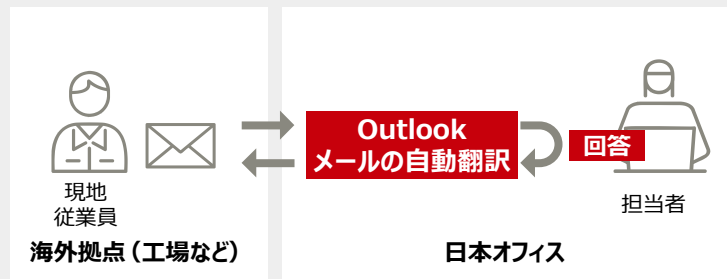 Outlook
メールの自動翻訳
回答
現地
従業員
担当者
海外拠点（工場など）
日本オフィス